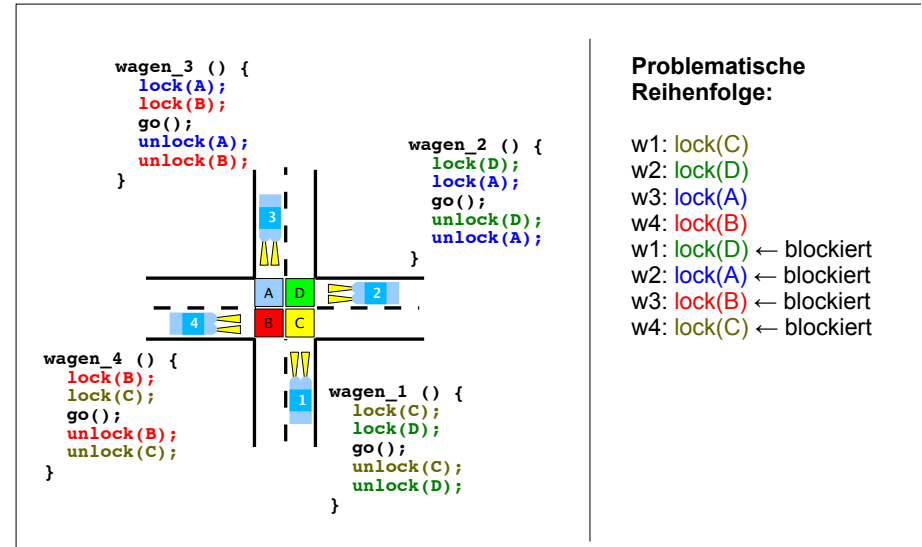 wagen_3 () {
lock(A);
lock(B);
go();
unlock(A);
unlock(B);
}
wagen_2 () {
lock(D);
lock(A);
go();
unlock(D);
unlock(A);
}
3
A D
2
4
B C
1
wagen_4 () {
lock(B);
lock(C);
go();
unlock(B);
unlock(C);
}
wagen_1 () {
lock(C);
lock(D);
go();
unlock(C);
unlock(D);
}
Problematische
Reihenfolge:
w1: lock(C)
w2: lock(D)
w3: lock(A)
w4: lock(B)
w1: lock(D) ← blockiert
w2: lock(A) ← blockiert
w3: lock(B) ← blockiert
w4: lock(C) ← blockiert